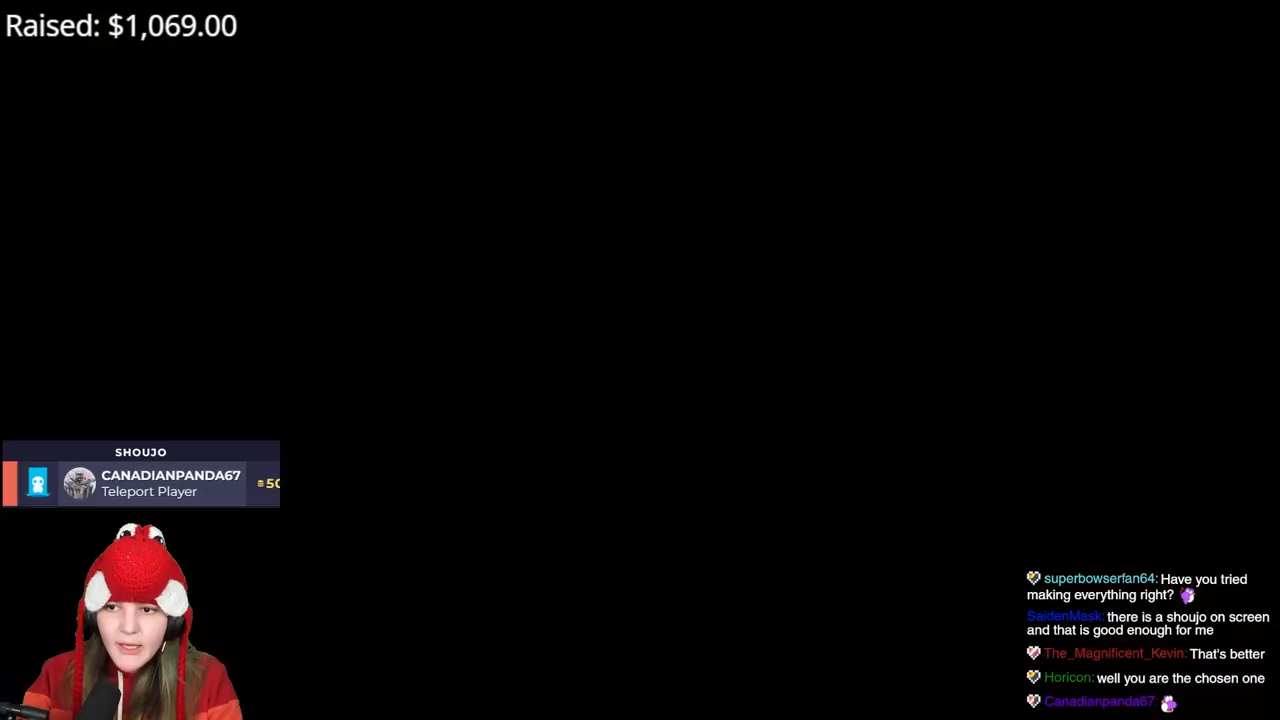 Raised: $1,069.00
SHOUJO
CANADIANPANDA67
Teleport Player
50
superbowserfan64: Have you tried
making everything right?
SaidenMask: there is a shoujo on screen
and that is good enough for me
The_Magnificent_Kevin: That's better
Horicon: well you are the chosen one
Canadianpanda67: